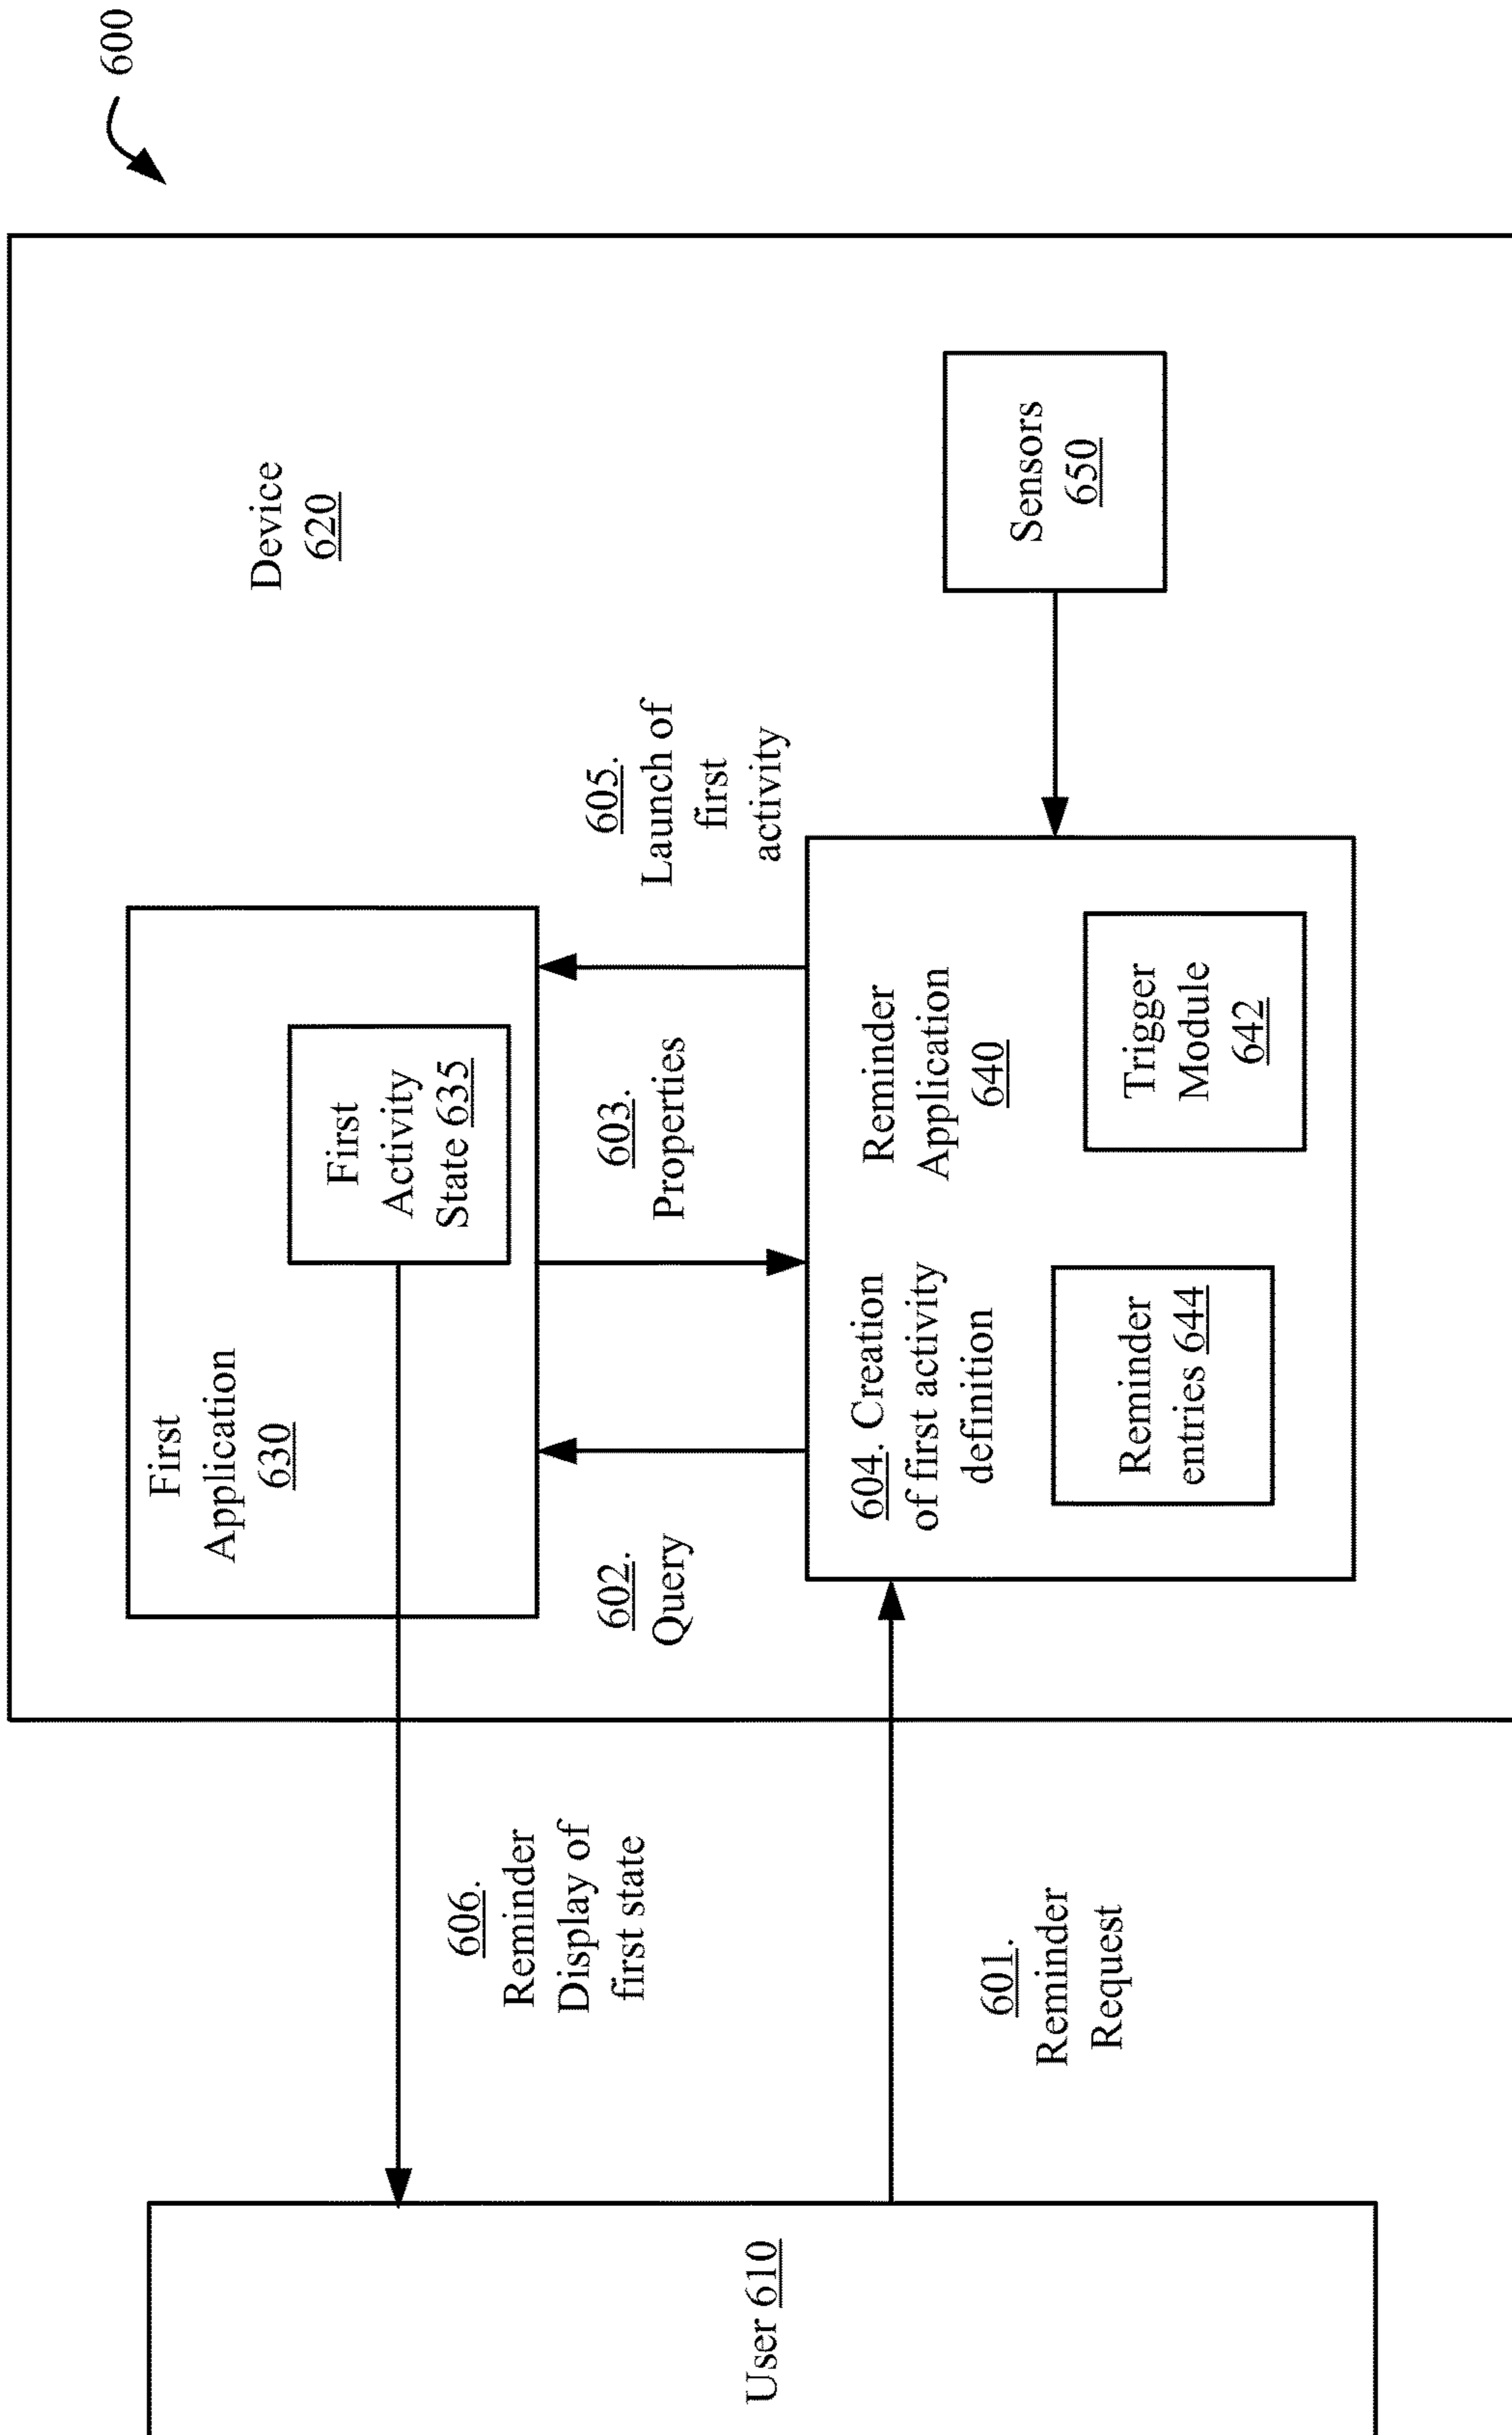 600
Device
620
First
Application
630
First
Activity
State 635
602.
Query
603.
Properties
605.
Launch of
first
activity
604. Creation
of first activity
definition
Reminder
Application
640
Reminder
entries 644
Trigger
Module
642
Sensors
650
606.
Reminder
Display of
first state
601.
Reminder
Request
User 610